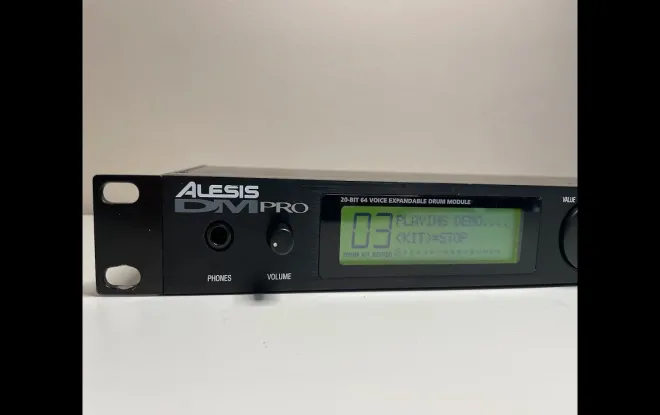 ALESIS
DM PRO
PHONES
VOLUME
20-BIT 64 VOICE EXPANDABLE DRUM MODULE
03
PLAYING DEMO....
<KIT>=STOP
VALUE